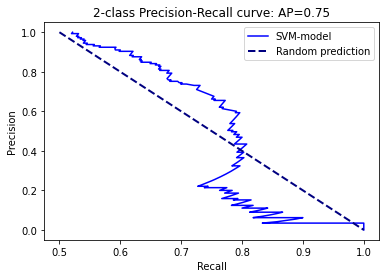 2-class Precision-Recall curve: AP=0.75
SVM-model
Random prediction
Precision
1.0
0.8
0.6
0.4
0.2
0.0
0.5
0.6
0.7
0.8
0.9
1.0
Recall